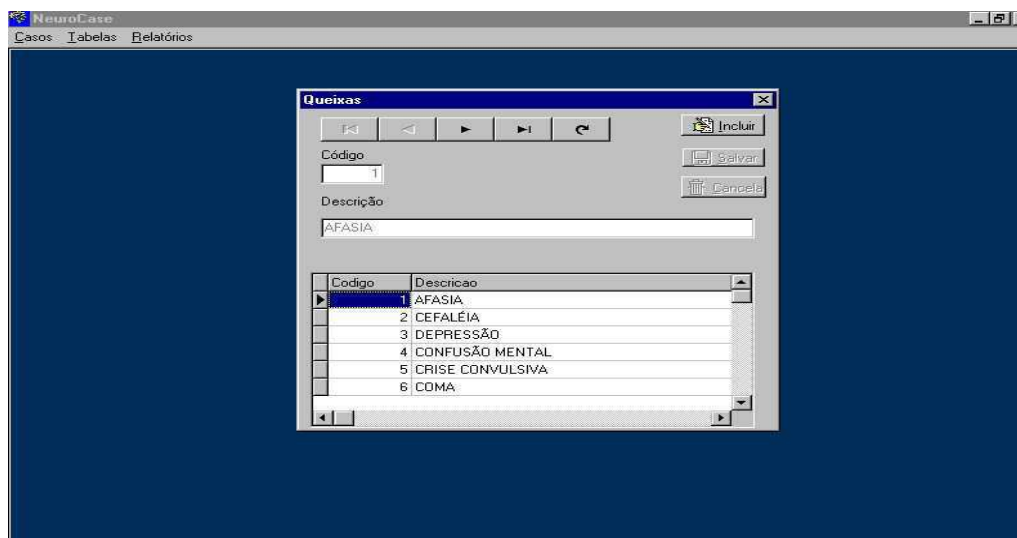 NeuroCase
Casos Tabelas Relatórios
Queixas
Incluir
Código
Salvar
1
Cancela
Descrição
AFASIA
Codigo Descricao
1 AFASIA
2 CEFALÉIA
3 DEPRESSÃO
4 CONFUSÃO MENTAL
5 CRISE CONVULSIVA
6 COMA